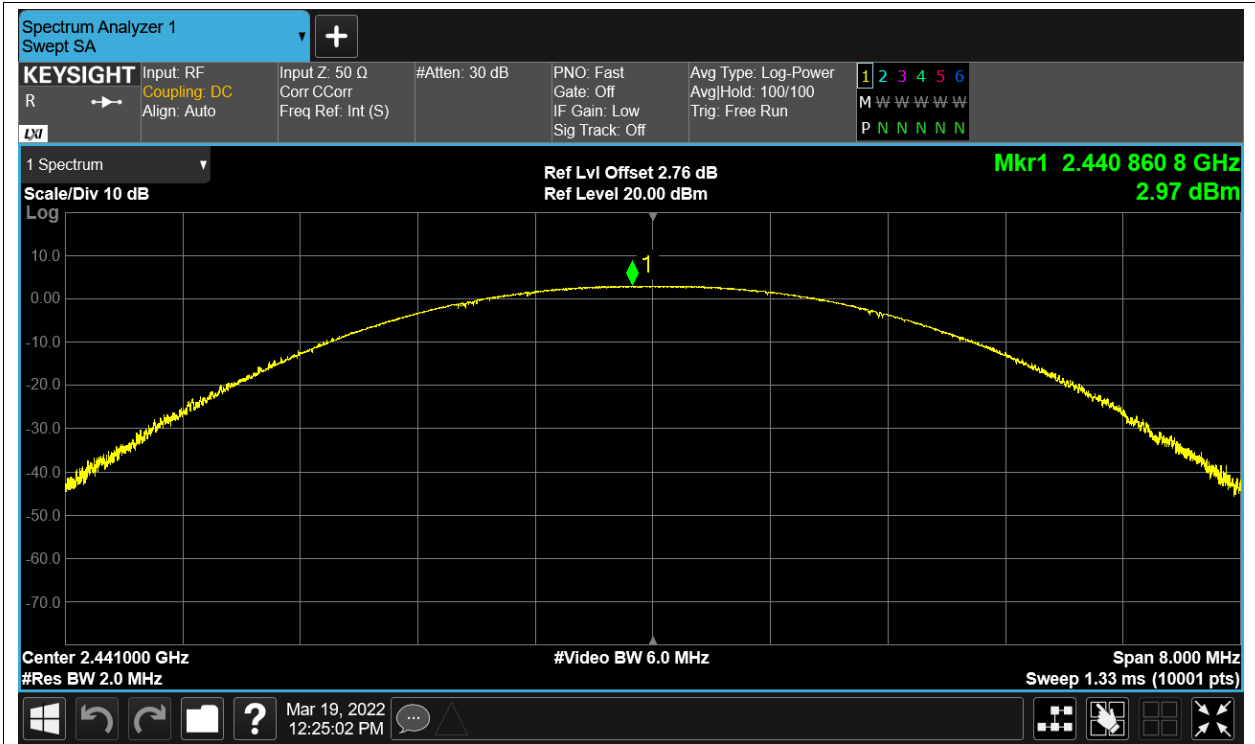 Spectrum Analyzer 1
Swept SA
KEYSIGHT
R
LXI
Input: RF
Coupling: DC
Align: Auto
Input Z: 50 Ω
Corr CCorr
Freq Ref: Int (S)
#Atten: 30 dB
PNO: Fast
Gate: Off
IF Gain: Low
Sig Track: Off
Avg Type: Log-Power
Avg|Hold: 100/100
Trig: Free Run
1 2 3 4 5 6
M W W W W W
P N N N N N
1 Spectrum
Scale/Div 10 dB
Log
Ref Lvl Offset 2.76 dB
Ref Level 20.00 dBm
Mkr1 2.440 860 8 GHz
2.97 dBm
1
10.0
0.00
-10.0
-20.0
-30.0
-40.0
-50.0
-60.0
-70.0
Center 2.441000 GHz
#Res BW 2.0 MHz
#Video BW 6.0 MHz
Span 8.000 MHz
Sweep 1.33 ms (10001 pts)
?
Mar 19, 2022
12:25:02 PM